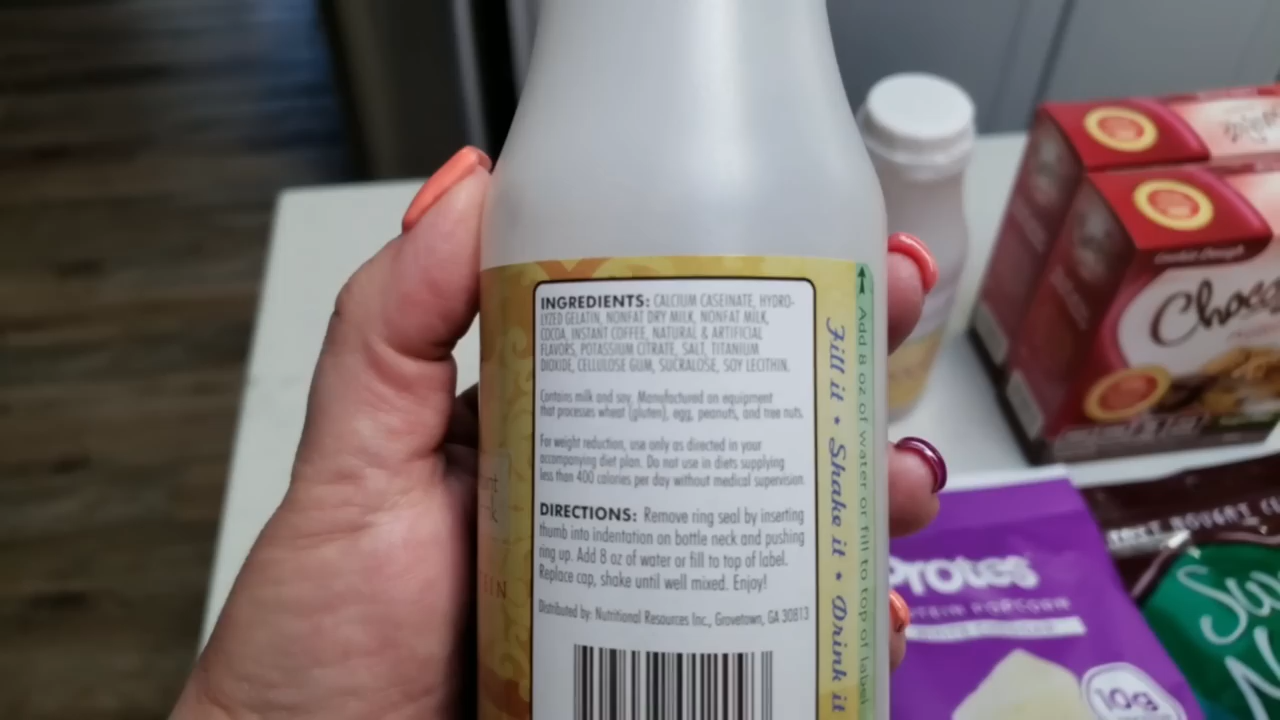 INGREDIENTS: CALCIUM CASEINATE, HYDRO-
LYZED GELATIN, NONFAT DRY MILK, NONFAT MILK,
COCOA, INSTANT COFFEE, NATURAL & ARTIFICIAL
FLAVORS, POTASSIUM CITRATE, SALT, TITANIUM
DIOXIDE, CELLULOSE GUM, SUCRALOSE, SOY LECITHIN.
Contains milk and soy. Manufactured on equipment
that processes wheat (gluten), egg, peanuts, and tree nuts.
For weight reduction, use only as directed in your
accompanying diet plan. Do not use in diets supplying
less than 400 calories per day without medical supervision.
DIRECTIONS: Remove ring seal by inserting
thumb into indentation on bottle neck and pushing
ring up. Add 8 oz of water or fill to top of label.
Replace cap, shake until well mixed. Enjoy!
Distributed by: Nutritional Resources Inc., Grovetown, GA 30813
Fill it • Shake it • Drink it
Add 8 oz of water or fill to top of label
Cookie Dough
Choco
Protes
TEIN POPCORN
10g